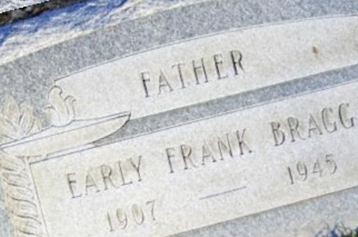 FATHER
EARLY FRANK BRAGG
1907 — 1945